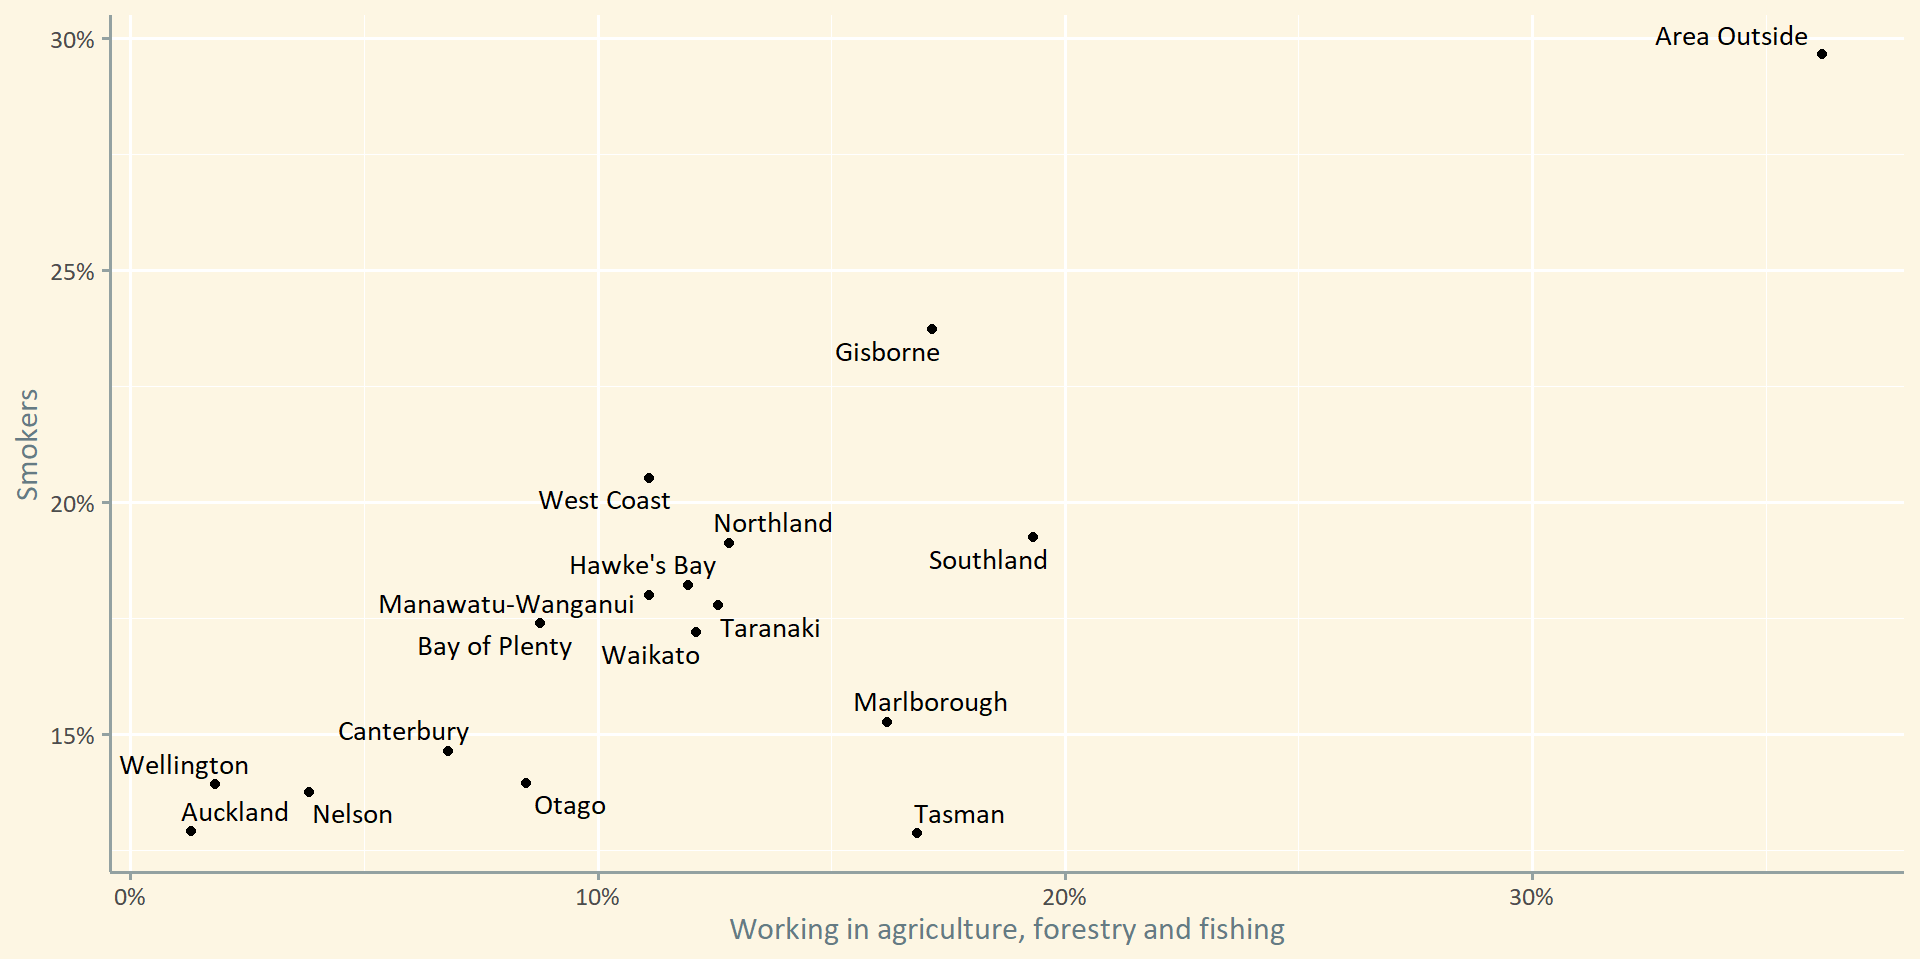 30%
Area Outside
25%
Gisborne
Smokers
West Coast
20%
Northland
Southland
Hawke's Bay
Manawatu-Wanganui
Taranaki
Bay of Plenty
Waikato
Marlborough
Canterbury
15%
Wellington
Otago
Auckland
Nelson
Tasman
0%
10%
20%
30%
Working in agriculture, forestry and fishing